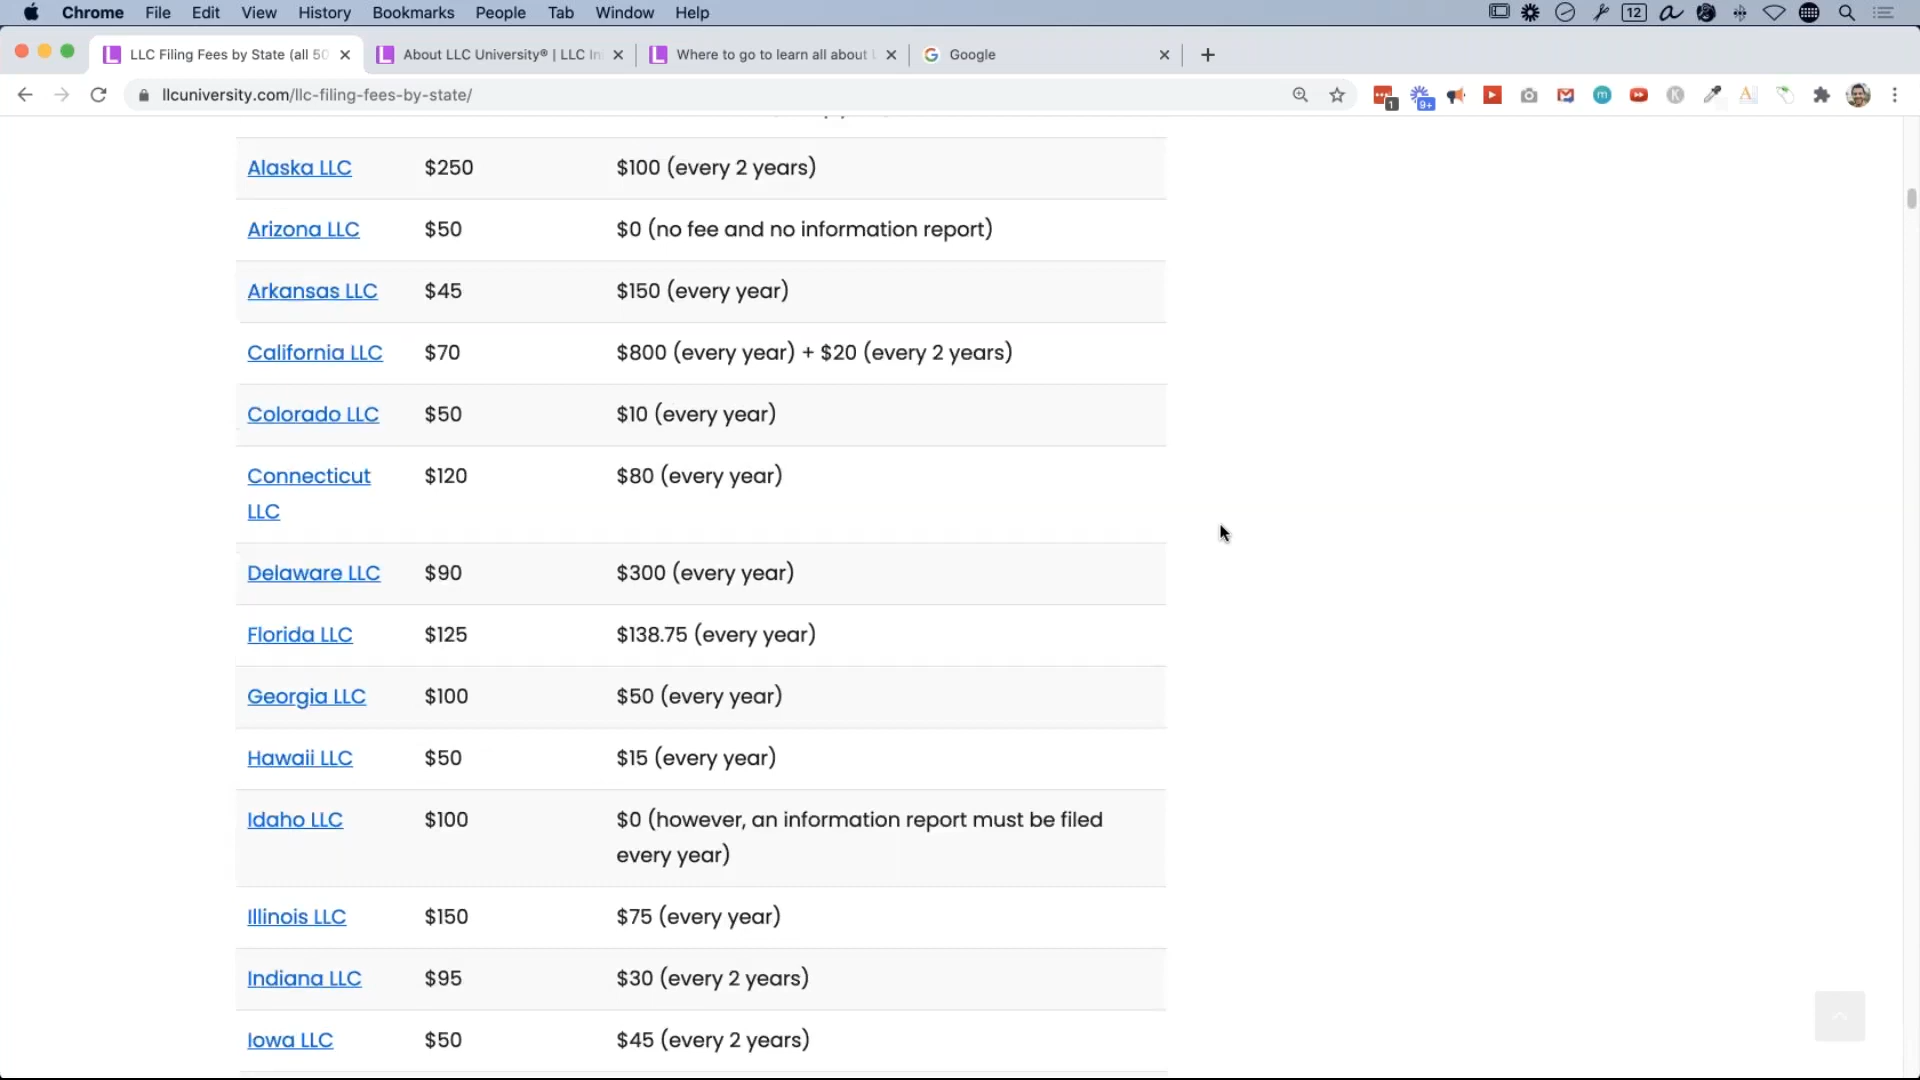 Chrome File Edit View History Bookmarks People Tab Window Help 12
LLC Filing Fees by State (all 50
About LLC University® | LLC In
Where to go to learn all about
Google
llcuniversity.com/llc-filing-fees-by-state/
1 9+
Alaska LLC $250 $100 (every 2 years)
Arizona LLC $50 $0 (no fee and no information report)
Arkansas LLC $45 $150 (every year)
California LLC $70 $800 (every year) + $20 (every 2 years)
Colorado LLC $50 $10 (every year)
Connecticut $120 $80 (every year)
LLC
Delaware LLC $90 $300 (every year)
Florida LLC $125 $138.75 (every year)
Georgia LLC $100 $50 (every year)
Hawaii LLC $50 $15 (every year)
Idaho LLC $100 $0 (however, an information report must be filed
every year)
Illinois LLC $150 $75 (every year)
Indiana LLC $95 $30 (every 2 years)
Iowa LLC $50 $45 (every 2 years)